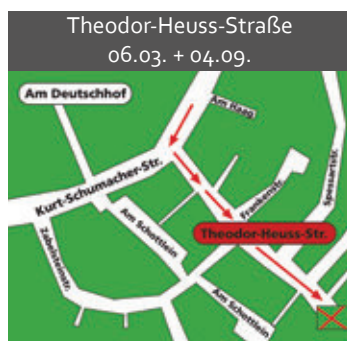 Theodor-Heuss-Straße
06.03. + 04.09.
Am Deutschhof
Am Haag
Kurt-Schumacher-Str.
Spessartstr.
Frankenstr.
Am Schottlein
Theodor-Heuss-Str.
Zabelsteinstr.
Am Schottlein